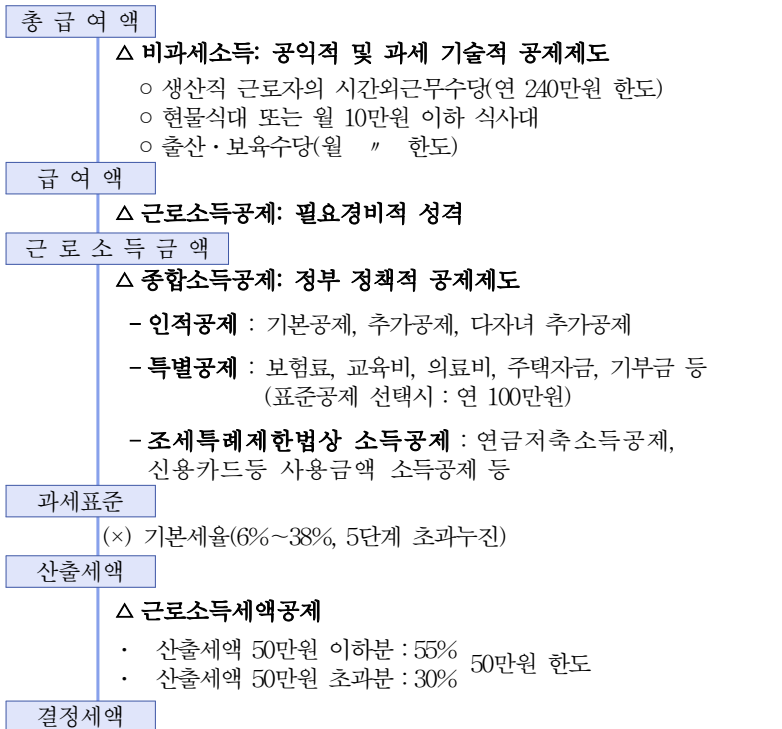 총 급 여 액
△ 비과세소득: 공익적 및 과세 기술적 공제제도
○ 생산직 근로자의 시간외근무수당(연 240만원 한도)
○ 현물식대 또는 월 10만원 이하 식사대
○ 출산・보육수당(월 〃 한도)
급 여 액
△ 근로소득공제: 필요경비적 성격
근 로 소 득 금 액
△ 종합소득공제: 정부 정책적 공제제도
- 인적공제 : 기본공제, 추가공제, 다자녀 추가공제
- 특별공제 : 보험료, 교육비, 의료비, 주택자금, 기부금 등
(표준공제 선택시 : 연 100만원)
- 조세특례제한법상 소득공제 : 연금저축소득공제,
신용카드등 사용금액 소득공제 등
과세표준
(×) 기본세율(6%~38%, 5단계 초과누진)
산출세액
△ 근로소득세액공제
· 산출세액 50만원 이하분 : 55%
50만원 한도
· 산출세액 50만원 초과분 : 30%
결정세액